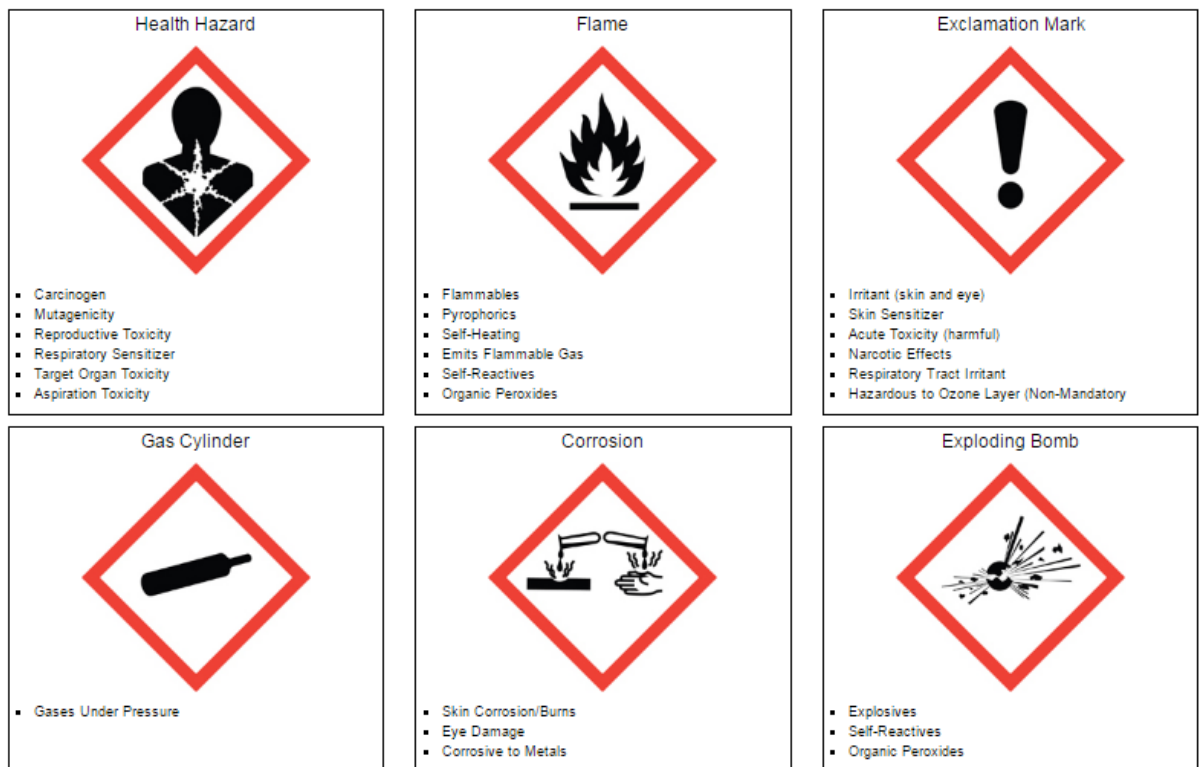 Health Hazard
Carcinogen
Mutagenicity
Reproductive Toxicity
Respiratory Sensitizer
Target Organ Toxicity
Aspiration Toxicity
Flame
Flammables
Pyrophorics
Self-Heating
Emits Flammable Gas
Self-Reactives
Organic Peroxides
Exclamation Mark
Irritant (skin and eye)
Skin Sensitizer
Acute Toxicity (harmful)
Narcotic Effects
Respiratory Tract Irritant
Hazardous to Ozone Layer (Non-Mandatory
Gas Cylinder
Gases Under Pressure
Corrosion
Skin Corrosion/Burns
Eye Damage
Corrosive to Metals
Exploding Bomb
Explosives
Self-Reactives
Organic Peroxides